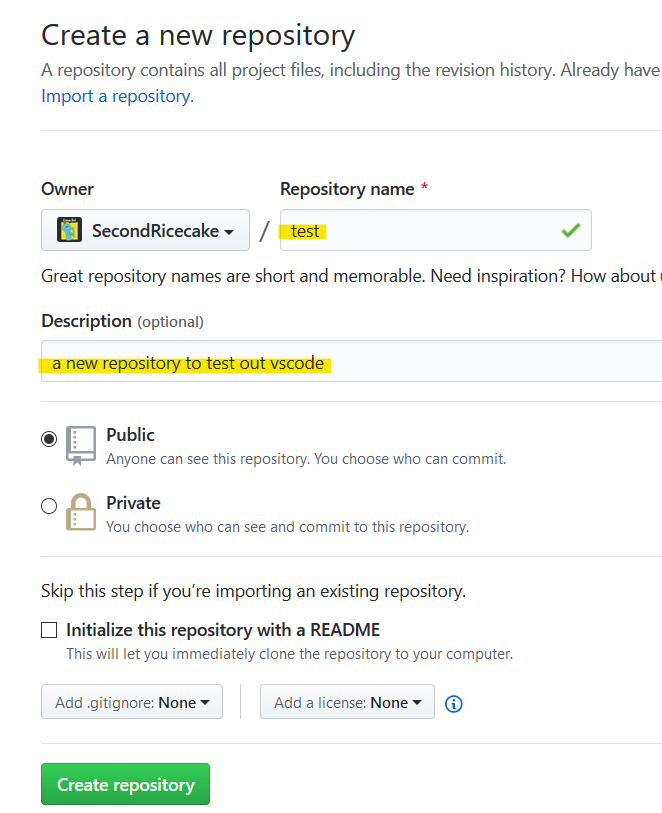 Create a new repository
A repository contains all project files, including the revision history. Already have
Import a repository.
Owner
Repository name *
SecondRicecake / test
Great repository names are short and memorable. Need inspiration? How about
Description (optional)
a new repository to test out vscode
Public
Anyone can see this repository. You choose who can commit.
Private
You choose who can see and commit to this repository.
Skip this step if you’re importing an existing repository.
Initialize this repository with a README
This will let you immediately clone the repository to your computer.
Add .gitignore: None
Add a license: None
Create repository